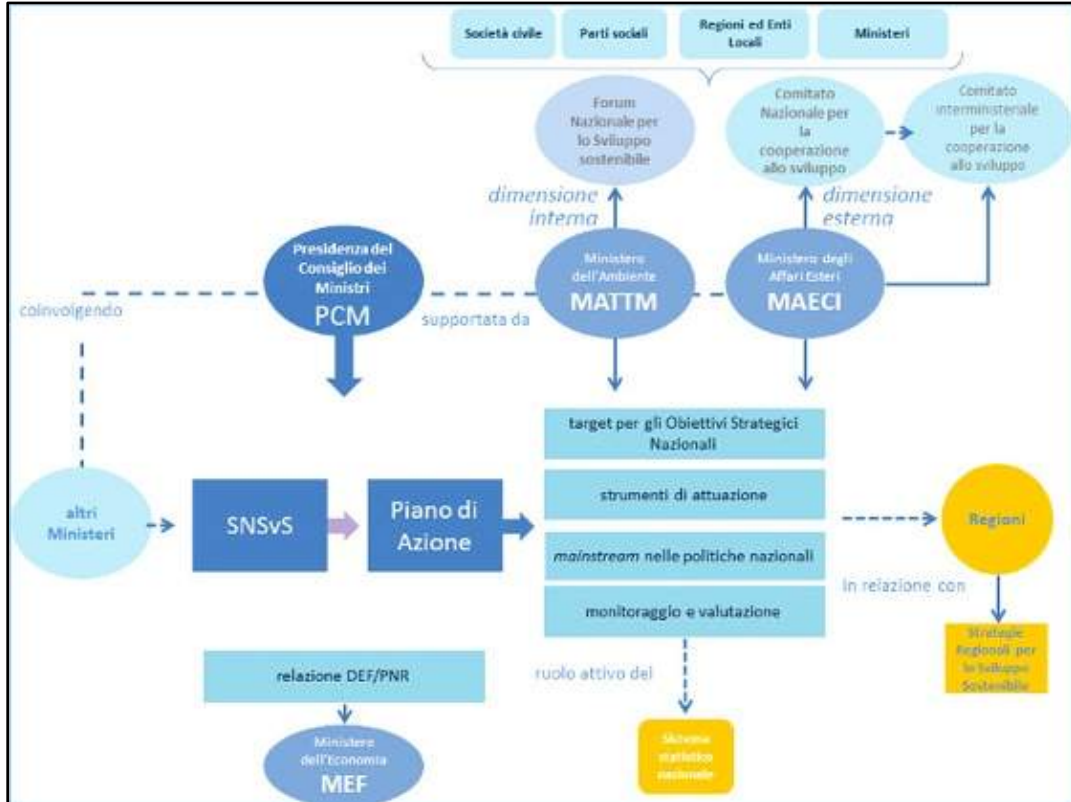 Società civile
Parti sociali
Regioni ed Enti
Locali
Ministeri
Forum
Nazionale per
lo Sviluppo
sostenibile
Comitato
Nazionale per
la
cooperazione
allo sviluppo
Comitato
interministeriale
per la
cooperazione
allo sviluppo
dimensione
interna
dimensione
esterna
Presidenza del
Consiglio dei
Ministri
PCM
Ministero
dell'Ambiente
MATTM
Ministero degli
Affari Esteri
MAECI
coinvolgendo
supportata da
target per gli Obiettivi Strategici
Nazionali
strumenti di attuazione
mainstream nelle politiche nazionali
monitoraggio e valutazione
altri
Ministeri
SNSvS
Piano di
Azione
Regioni
in relazione con
Strategie
Regionali per
lo Sviluppo
Sostenibile
relazione DEF/PNR
ruolo attivo del
Ministero
dell'Economia
MEF
Sistema
statistico
nazionale